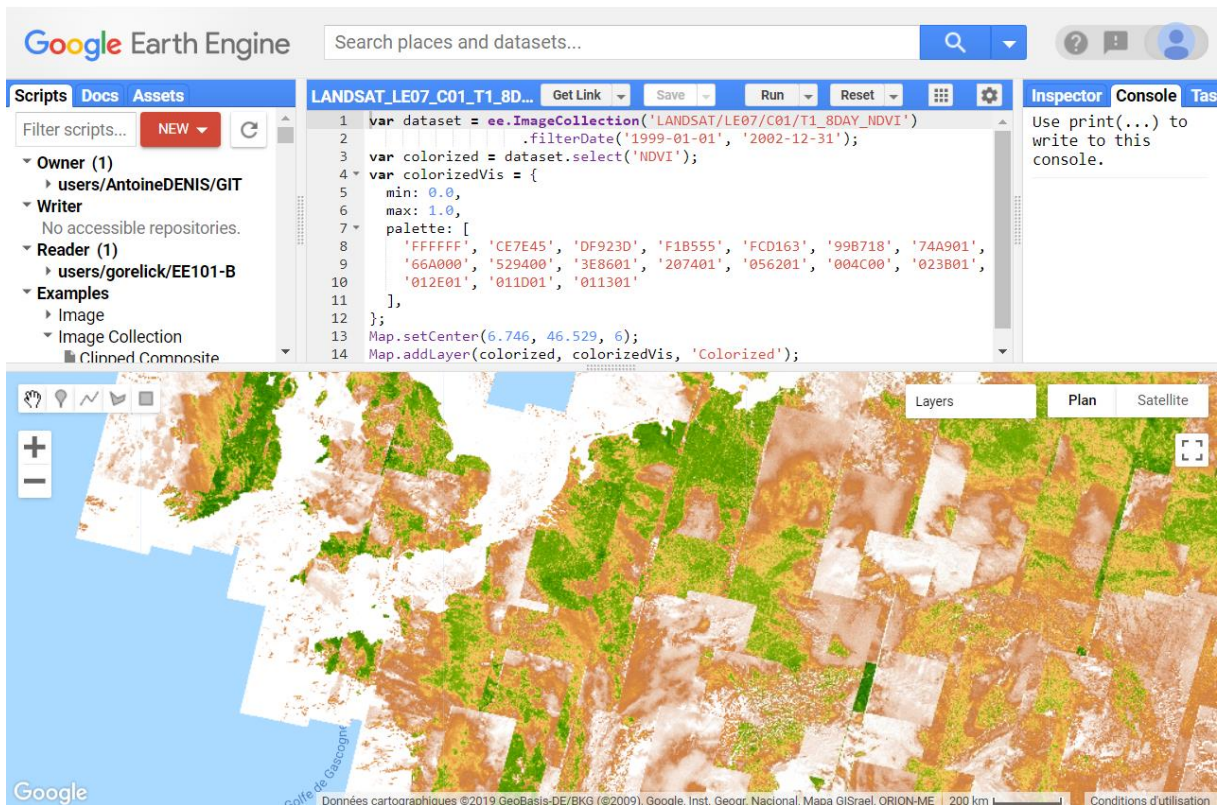 Google Earth Engine
Search places and datasets...
Scripts Docs Assets
Filter scripts... NEW
Owner (1)
users/AntoineDENIS/GIT
Writer
No accessible repositories.
Reader (1)
users/gorelick/EE101-B
Examples
Image
Image Collection
Clipped Composite
LANDSAT_LE07_C01_T1_8D... Get Link Save Run Reset
1 var dataset = ee.ImageCollection('LANDSAT/LE07/C01/T1_8DAY_NDVI')
2 .filterDate('1999-01-01', '2002-12-31');
3 var colorized = dataset.select('NDVI');
4 var colorizedVis = {
5 min: 0.0,
6 max: 1.0,
7 palette: [
8 'FFFFFF', 'CE7E45', 'DF923D', 'F1B555', 'FCD163', '99B718', '74A901',
9 '66A000', '529400', '3E8601', '207401', '056201', '004C00', '023B01',
10 '012E01', '011D01', '011301'
11 ],
12 };
13 Map.setCenter(6.746, 46.529, 6);
14 Map.addLayer(colorized, colorizedVis, 'Colorized');
Inspector Console Tas
Use print(...) to
write to this
console.
Layers
Plan Satellite
Golfe de Gascogne
Google
Données cartographiques ©2019 GeoBasis-DE/BKG (©2009), Google, Inst. Geogr. Nacional, Mapa GISrael, ORION-ME 200 km Conditions d'utilisation